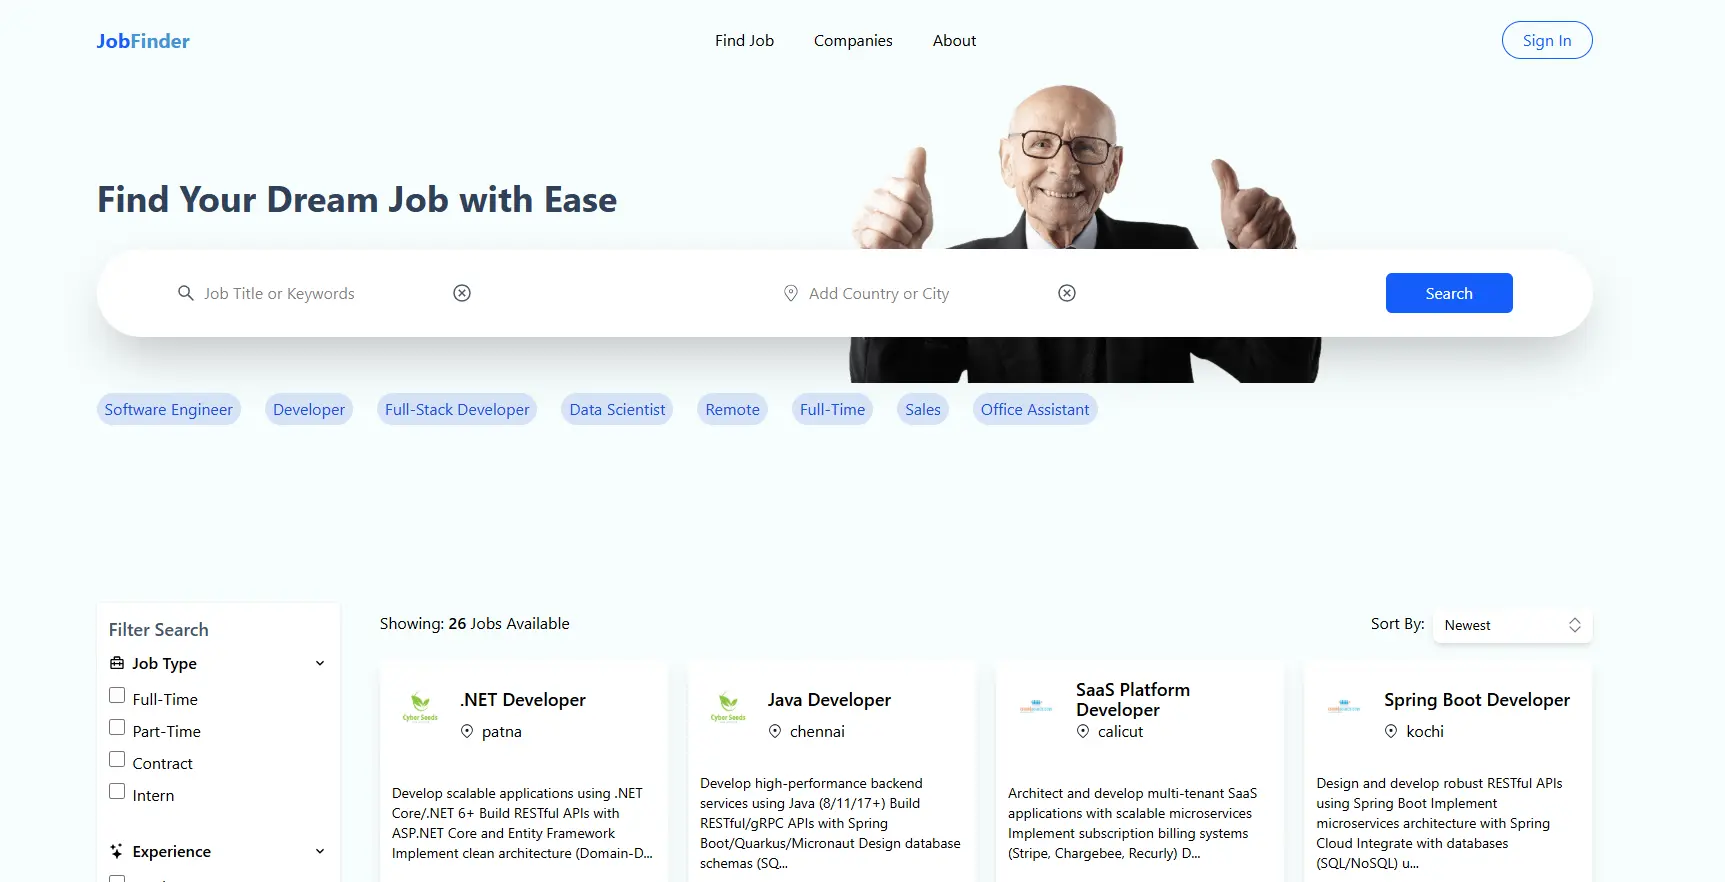 JobFinder
Find Job
Companies
About
Sign In
Find Your Dream Job with Ease
Job Title or Keywords
Add Country or City
Search
Software Engineer
Developer
Full-Stack Developer
Data Scientist
Remote
Full-Time
Sales
Office Assistant
Filter Search
Job Type
Full-Time
Part-Time
Contract
Intern
Experience
Showing: 26 Jobs Available
Sort By:
Newest
Cyber Seeds
.NET Developer
patna
Develop scalable applications using .NET
Core/.NET 6+ Build RESTful APIs with
ASP.NET Core and Entity Framework
Implement clean architecture (Domain-D...
Cyber Seeds
Java Developer
chennai
Develop high-performance backend
services using Java (8/11/17+) Build
RESTful/gRPC APIs with Spring
Boot/Quarkus/Micronaut Design database
schemas (SQ...
SaaS Platform
Developer
calicut
Architect and develop multi-tenant SaaS
applications with scalable microservices
Implement subscription billing systems
(Stripe, Chargebee, Recurly) D...
Spring Boot Developer
kochi
Design and develop robust RESTful APIs
using Spring Boot Implement
microservices architecture with Spring
Cloud Integrate with databases
(SQL/NoSQL) u...